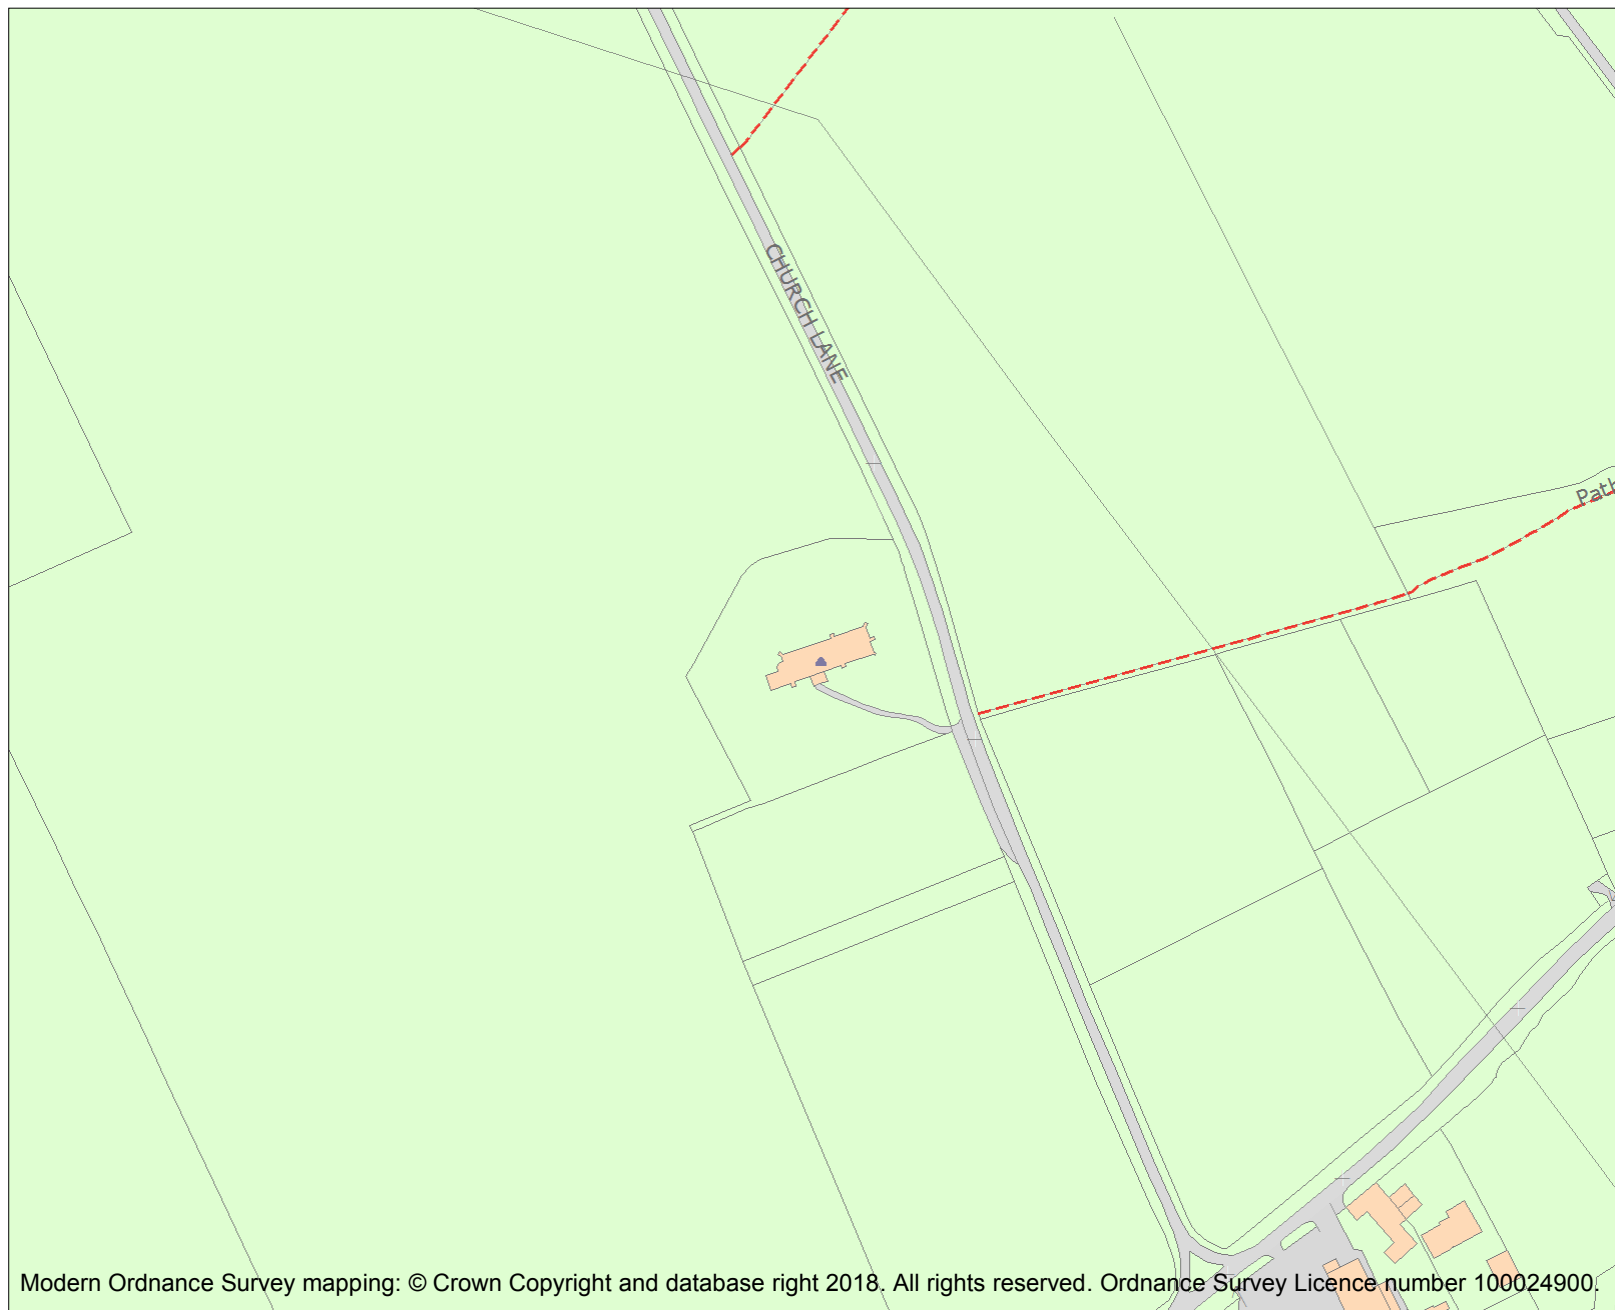 CHURCH LANE
Path
Modern Ordnance Survey mapping: © Crown Copyright and database right 2018. All rights reserved. Ordnance Survey Licence number 100024900.